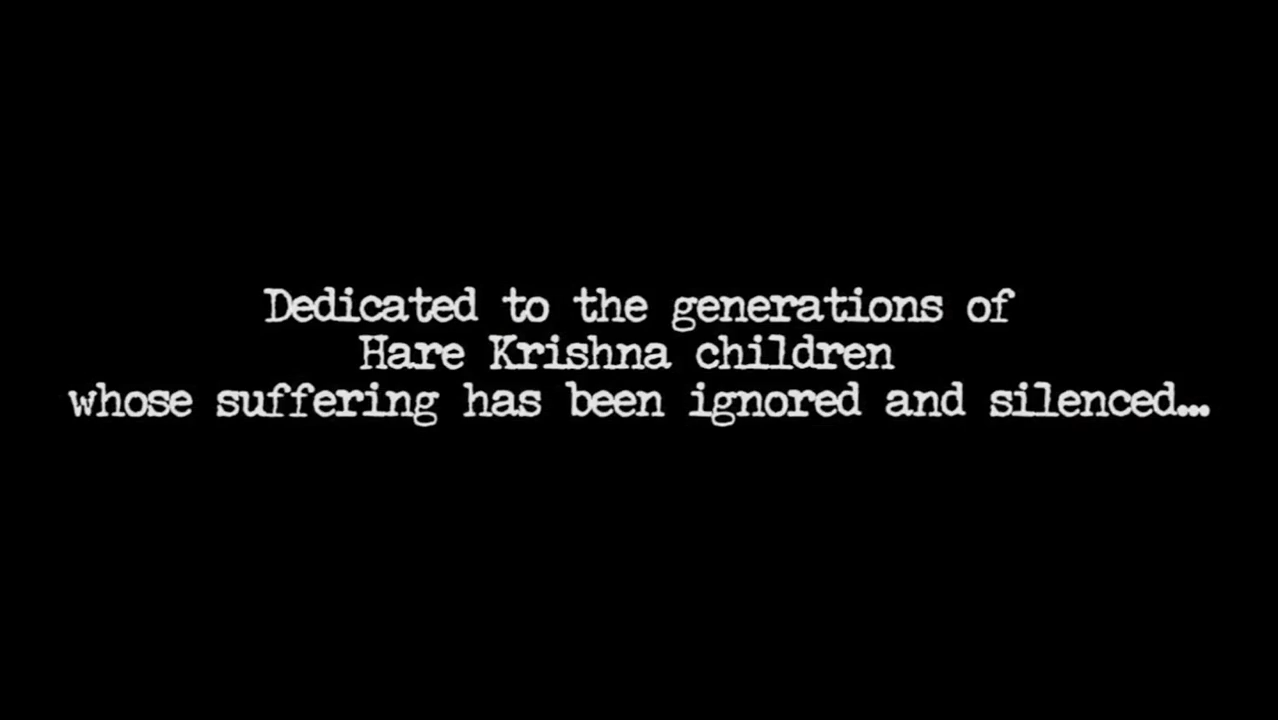 Dedicated to the generations of
Hare Krishna children
whose suffering has been ignored and silenced...